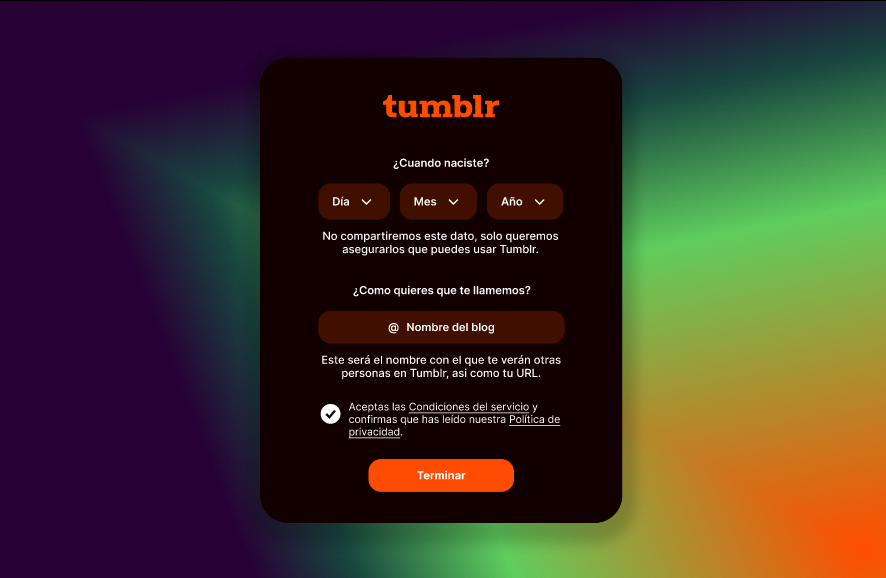 tumblr
¿Cuando naciste?
Día Mes Año
No compartiremos este dato, solo queremos
asegurarlos que puedes usar Tumblr.
¿Como quieres que te llamemos?
@ Nombre del blog
Este será el nombre con el que te verán otras
personas en Tumblr, asi como tu URL.
Aceptas las Condiciones del servicio y
confirmas que has leido nuestra Política de
privacidad.
Terminar